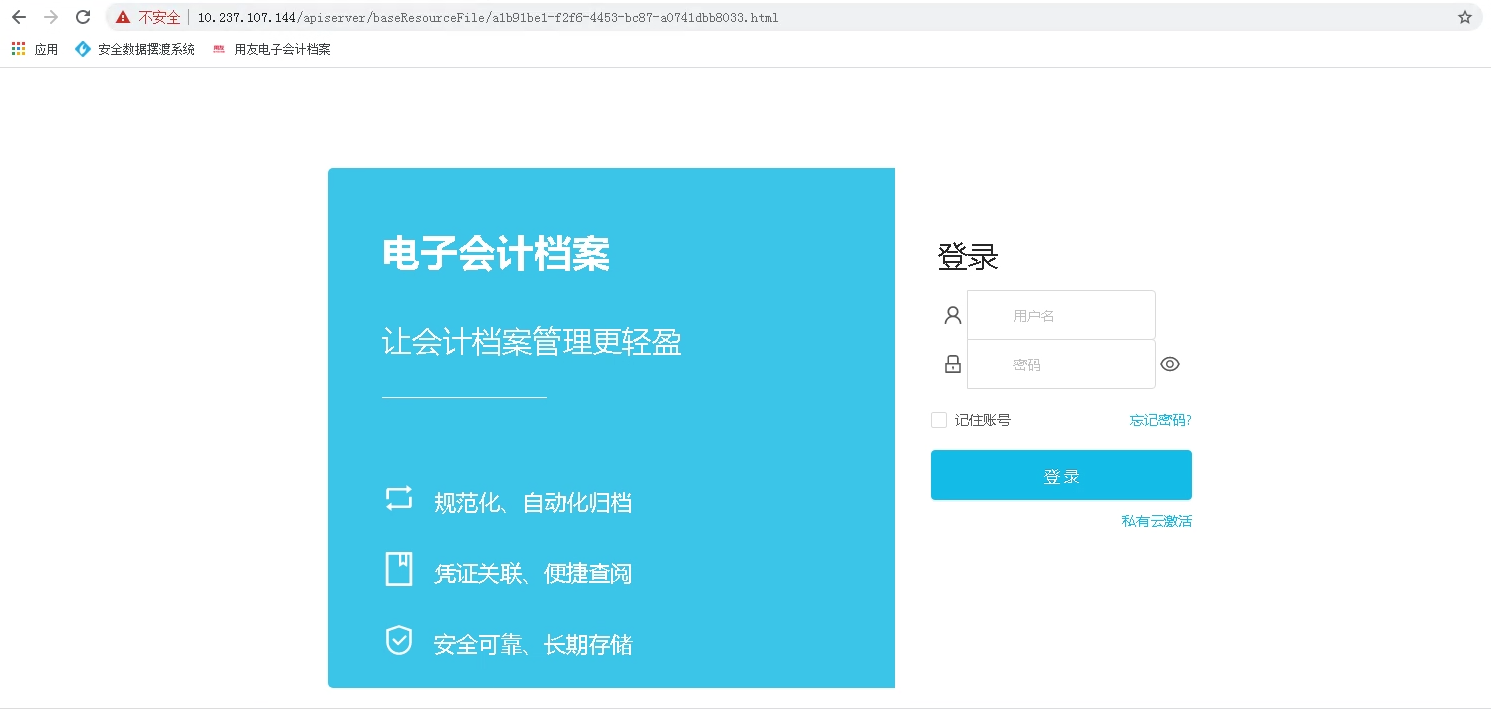 不安全 10.237.107.144/apiserver/baseResourceFile/a1b91be1-f2f6-4453-bc87-a0741dbb8033.html
应用 安全数据摆渡系统 用友电子会计档案
电子会计档案
让会计档案管理更轻盈
规范化、自动化归档
凭证关联、便捷查阅
安全可靠、长期存储
登录
用户名
密码
记住账号 忘记密码?
登 录
私有云激活